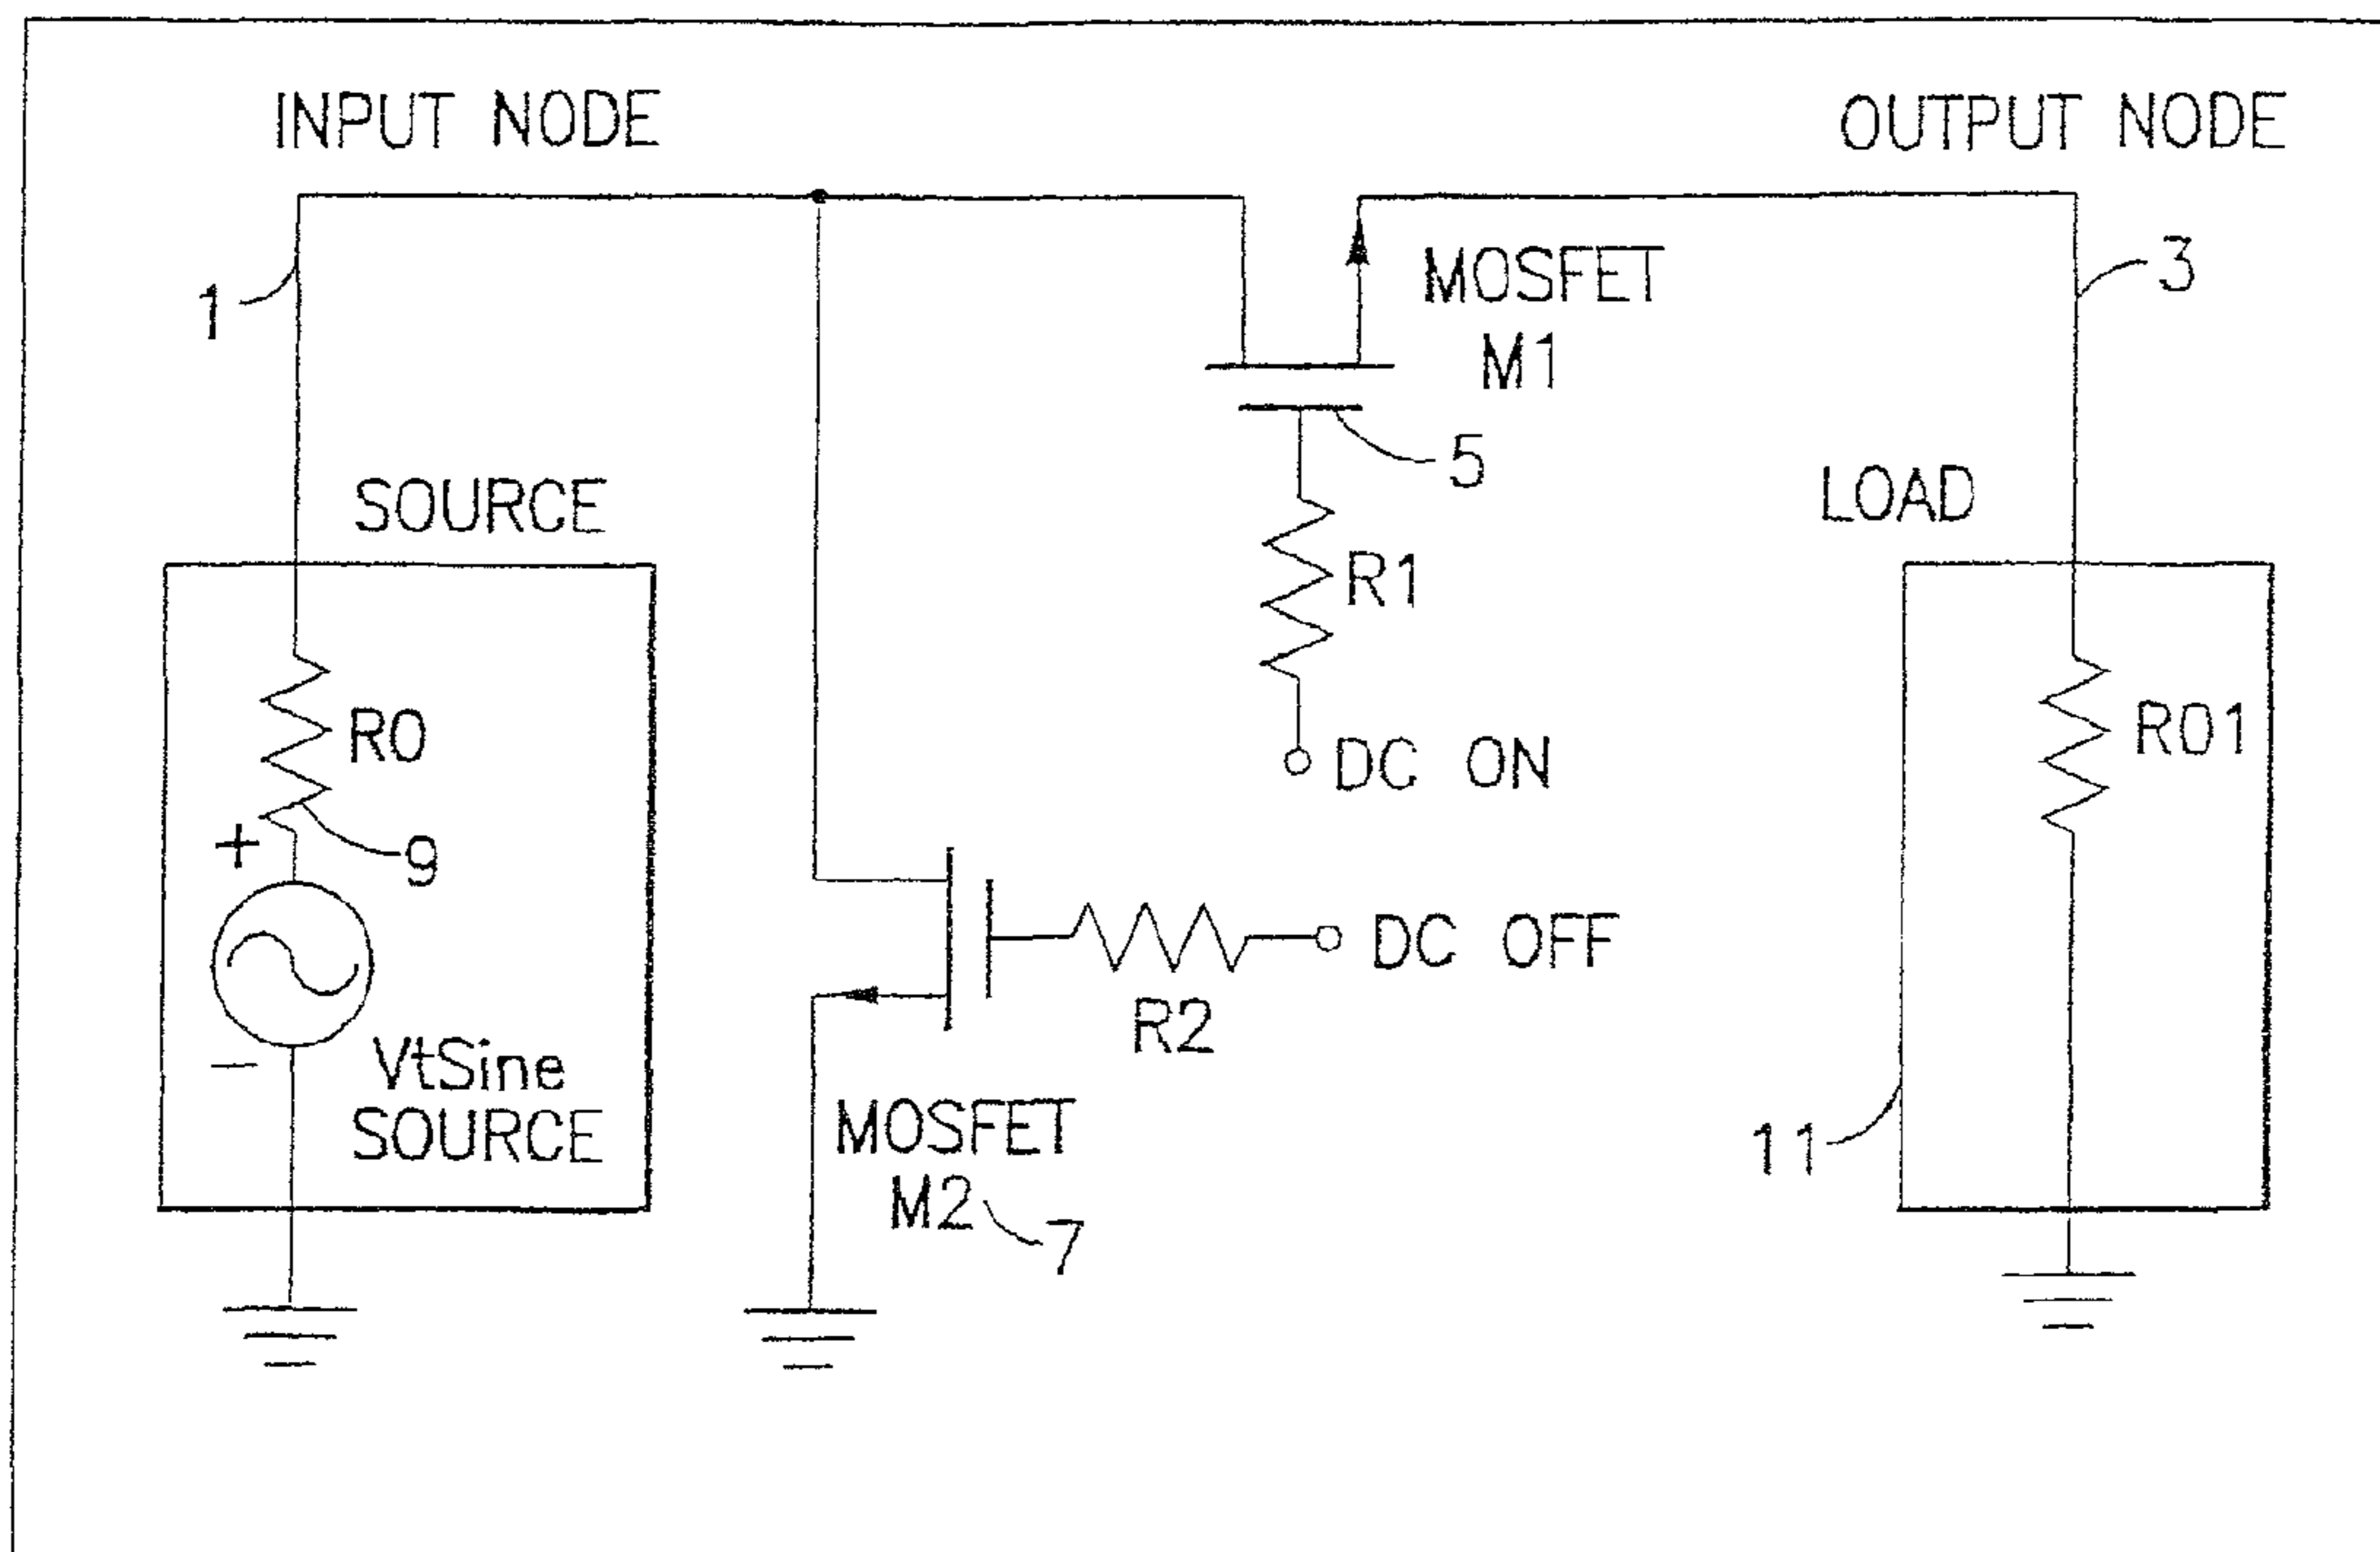 INPUT NODE
OUTPUT NODE
1
MOSFET
M1
3
5
SOURCE
LOAD
R1
R0
R01
DC ON
+
9
DC OFF
R2
-
VtSine
SOURCE
MOSFET
M2
7
11